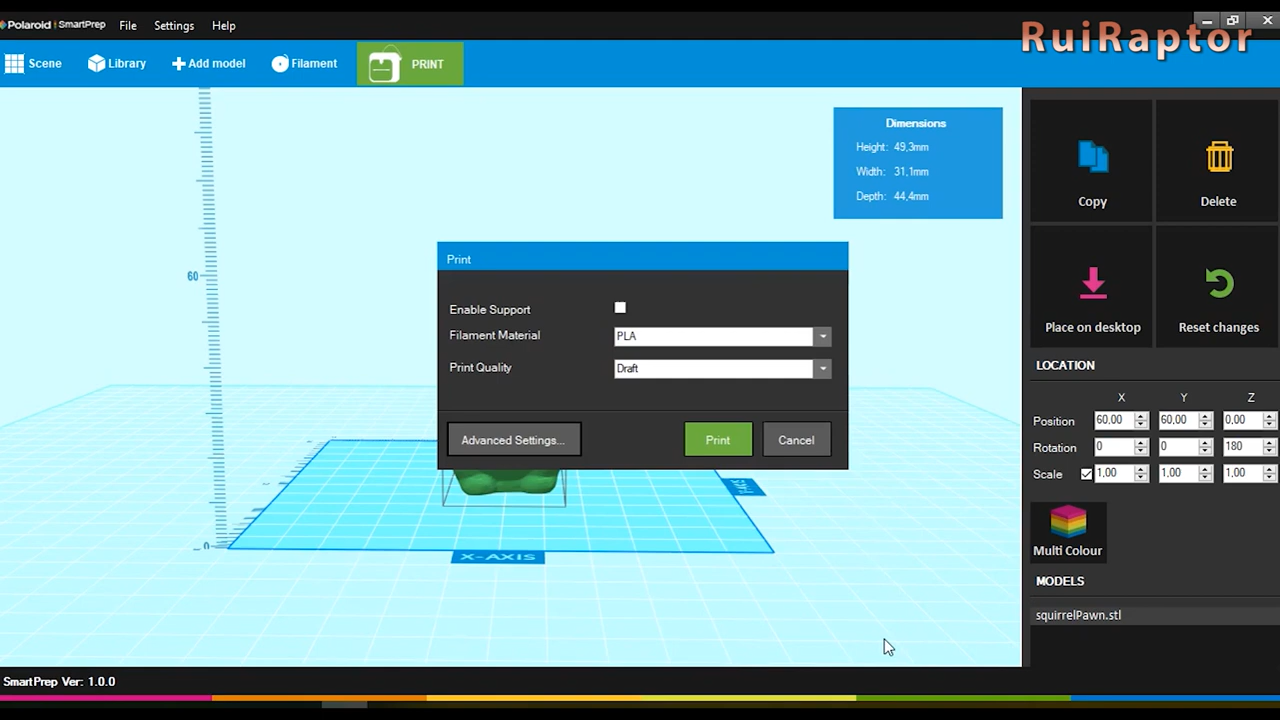 Polaroid SmartPrep File Settings Help
RuiRaptor
Scene Library Add model Filament PRINT
Dimensions
Height: 49,3mm
Width: 31,1mm
Depth: 44,4mm
Copy Delete
60
Print
Enable Support
Filament Material PLA
Print Quality Draft
Advanced Settings... Print Cancel
Place on desktop Reset changes
LOCATION
X Y Z
Position 60,00 60,00 0,00
Rotation 0 0 180
Scale 1,00 1,00 1,00
0
X-AXIS
Multi Colour
MODELS
squirrelPawn.stl
SmartPrep Ver: 1.0.0